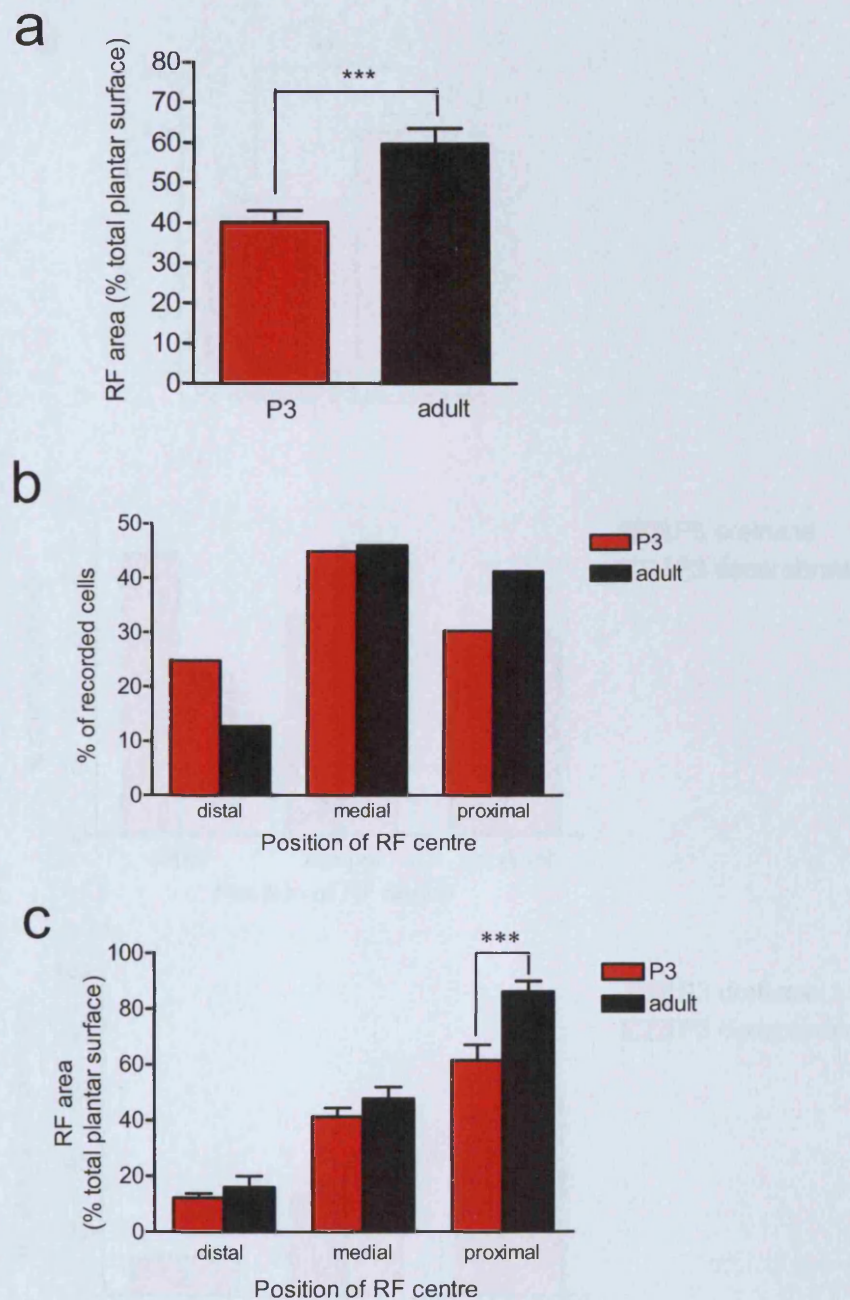 a
RF area (% total plantar surface)
80
70
60
50
40
30
20
10
0
***
P3
adult
b
% of recorded cells
50
40
30
20
10
0
distal
medial
proximal
Position of RF centre
P3
adult
c
RF area
(% total plantar surface)
100
80
60
40
20
0
***
distal
medial
proximal
Position of RF centre
P3
adult